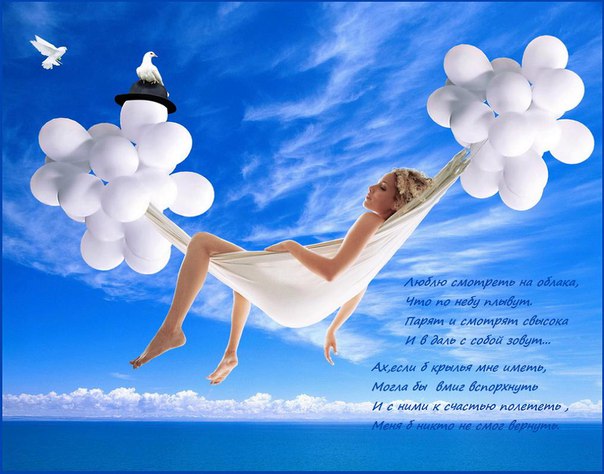 Люблю смотреть на облака,
Что по небу плывут.
Парят и смотрят свысока
И в даль с собой зовут...
Ах,если б крылья мне иметь,
Могла бы вмиг вспорхнуть
И с ними к счастью полететь ,
Меня б никто не смог вернуть.